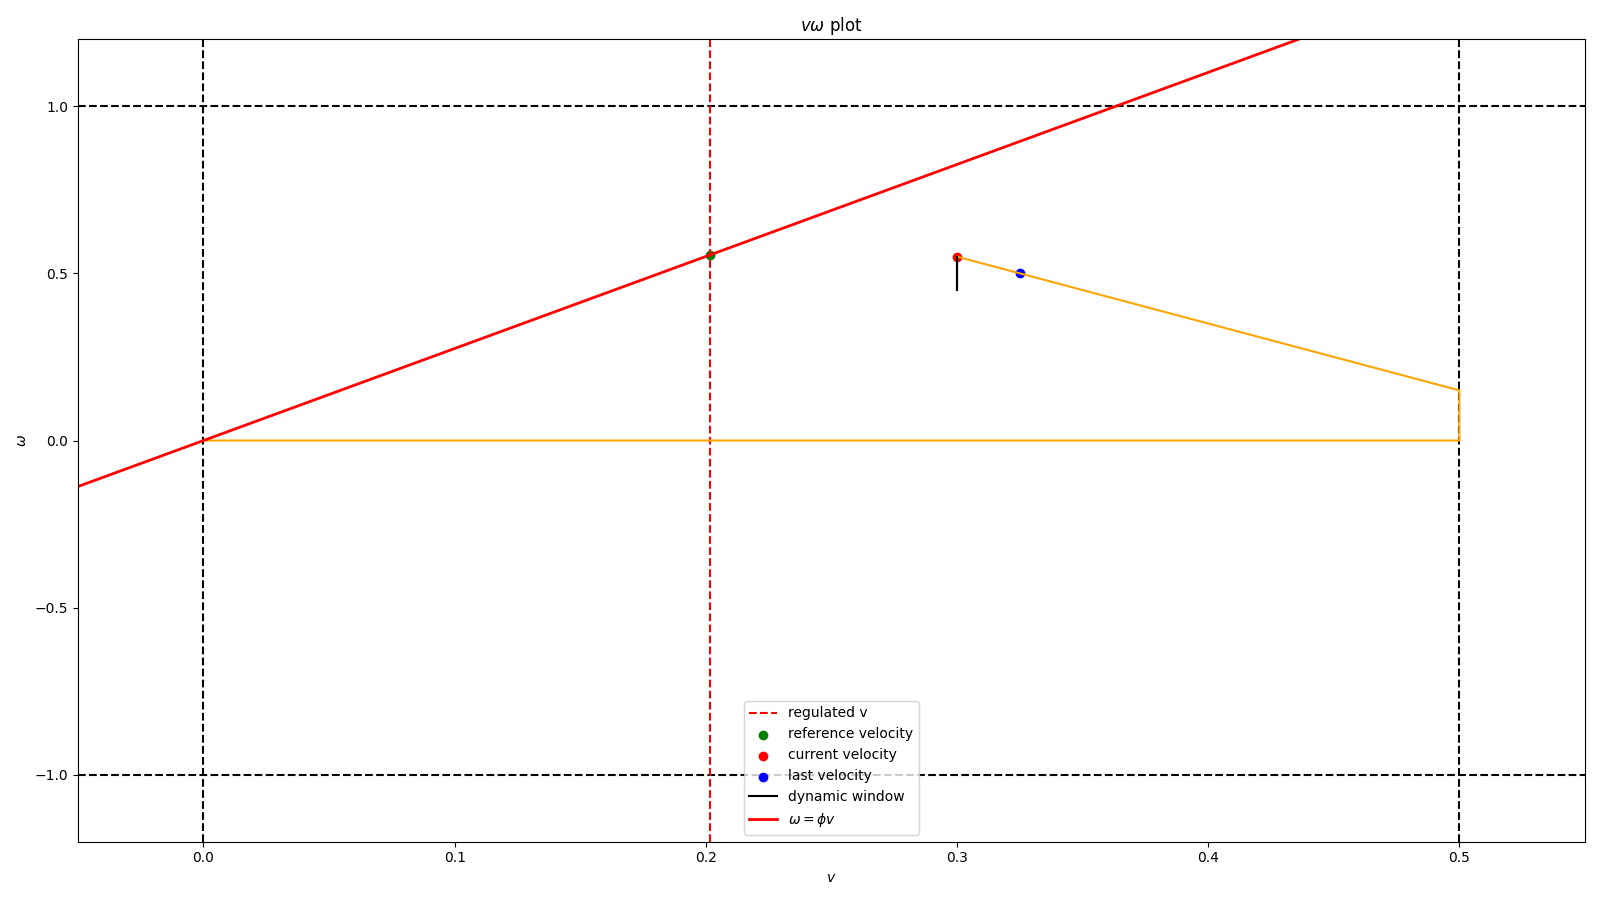 vω plot
1.0
0.5
0.0
−0.5
−1.0
ω
0.0 0.1 0.2 0.3 0.4 0.5
v
regulated v
reference velocity
current velocity
last velocity
dynamic window
ω = ϕv